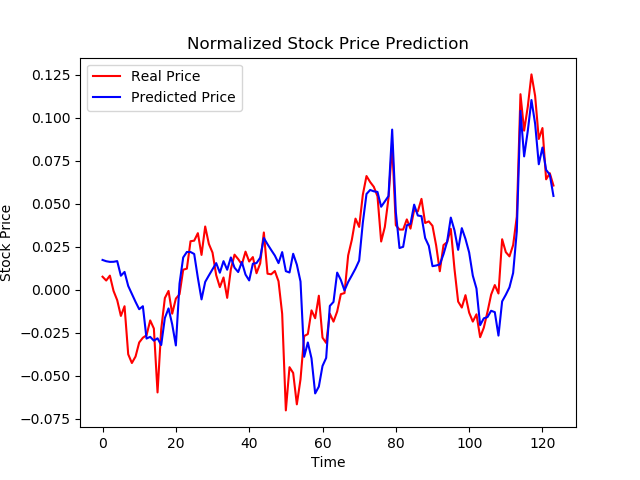 Normalized Stock Price Prediction
Real Price
Predicted Price
0.125
0.100
0.075
0.050
0.025
0.000
−0.025
−0.050
−0.075
Stock Price
0 20 40 60 80 100 120
Time